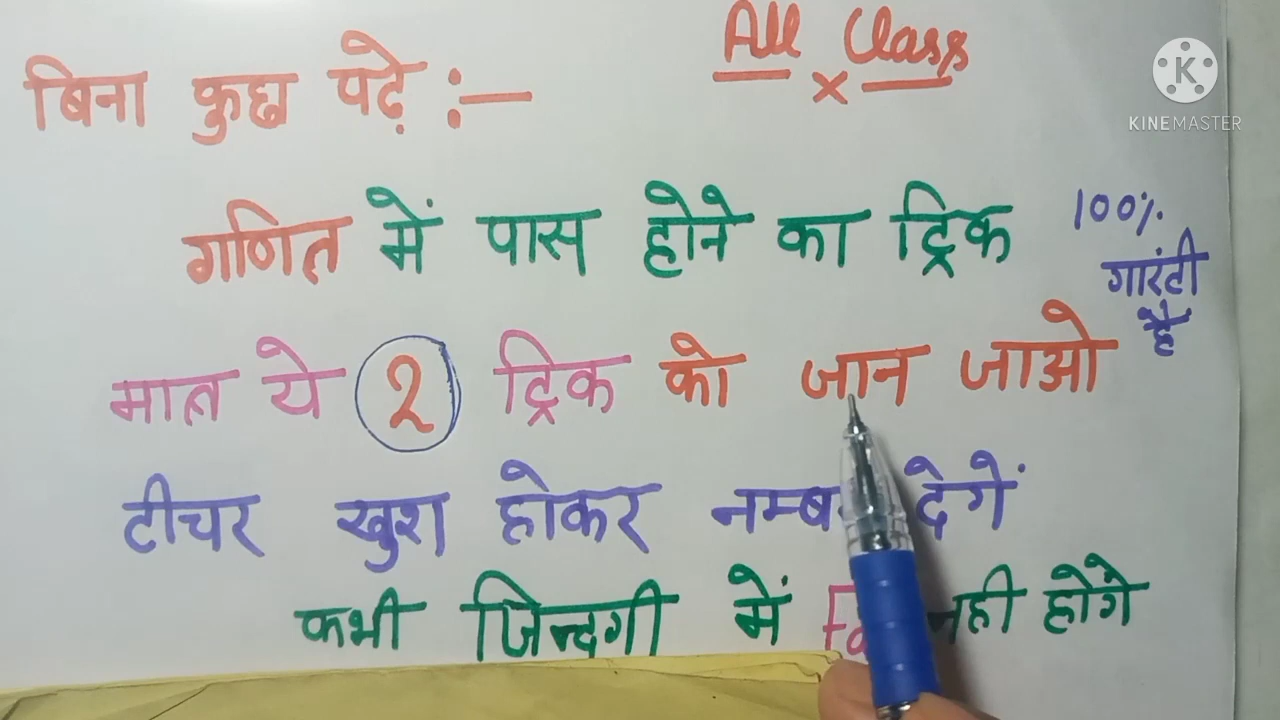 All Class
बिना कुछ पढ़े :—
×
गणित में पास होने का ट्रिक
100%.
गारंटी
है
मात्र ये 2 ट्रिक को जान जाओ
टीचर खुश होकर देगें
कभी जिन्दगी में नही होगे
KINEMASTER